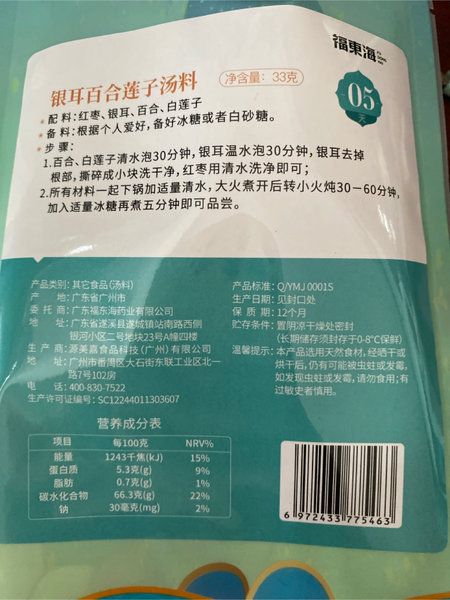 福東海
银耳百合莲子汤料
净含量：33克
05
天
• 配 料：红枣、银耳、百合、白莲子
• 备 料：根据个人爱好，备好冰糖或者白砂糖。
• 步 骤：
1.百合、白莲子清水泡30分钟，银耳温水泡30分钟，银耳去掉
根部，撕碎成小块洗干净，红枣用清水洗净即可；
2.所有材料一起下锅加适量清水，大火煮开后转小火炖30－60分钟，
加入适量冰糖再煮五分钟即可品尝。
产品类别：其它食品(汤料)
产 地：广东省广州市
委 托 商：广东福东海药业有限公司
地 址：广东省遂溪县遂城镇站南路西侧
银河小区二号地块23号A幢四楼
生 产 商：源美嘉食品科技（广州）有限公司
地 址：广州市番禺区大石街东联工业区北一
路7号102房
电 话：400-830-7522
生产许可证编号：SC12244011303607
产品标准：Q/YMJ 0001S
生产日期：见封口处
保 质 期：12个月
贮存条件：置阴凉干燥处密封
(长期储存须封存于0-8℃保鲜)
温馨提示：本产品选用天然食材，经晒干或
烘干后，仍有可能被虫蛀或发霉，
如发现虫蛀或发霉，请勿食用；有
过敏史者慎用。
营养成分表
项目 每100克 NRV%
能量 1243千焦(kJ) 15%
蛋白质 5.3克(g) 9%
脂肪 0.7克(g) 1%
碳水化合物 66.3克(g) 22%
钠 30毫克(mg) 2%
6 972433 775463